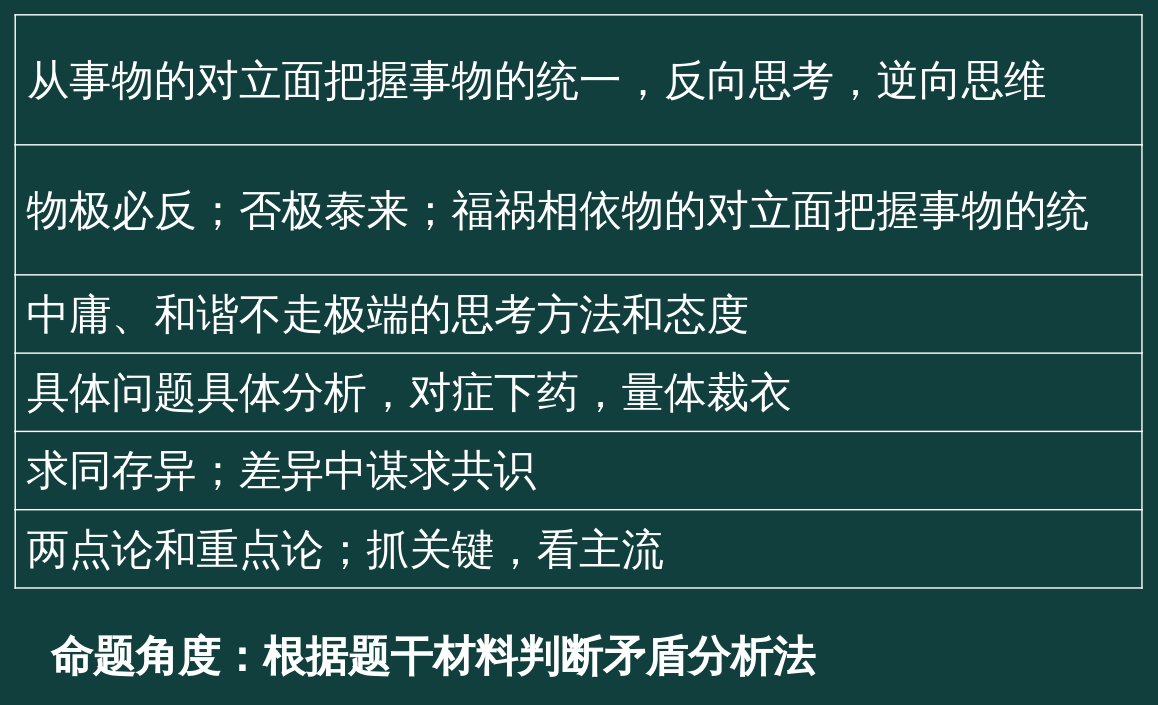 从事物的对立面把握事物的统一，反向思考，逆向思维
物极必反；否极泰来；福祸相依物的对立面把握事物的统
中庸、和谐不走极端的思考方法和态度
具体问题具体分析，对症下药，量体裁衣
求同存异；差异中谋求共识
两点论和重点论；抓关键，看主流
命题角度：根据题干材料判断矛盾分析法